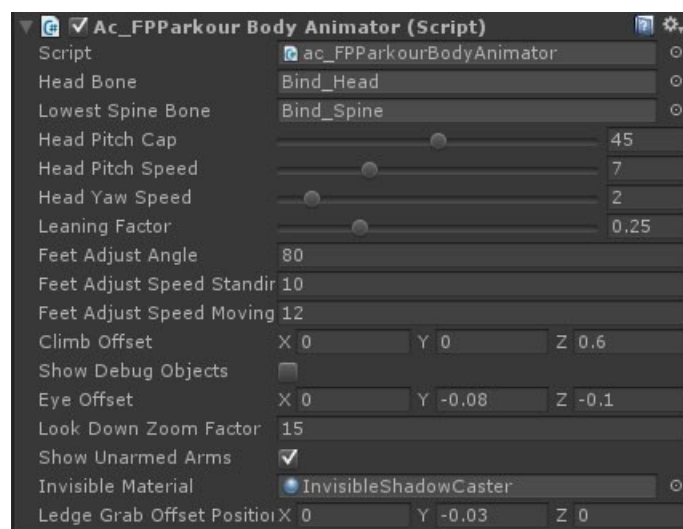 Ac_FPParkour Body Animator (Script)
Script ac_FPParkourBodyAnimator
Head Bone Bind_Head
Lowest Spine Bone Bind_Spine
Head Pitch Cap 45
Head Pitch Speed 7
Head Yaw Speed 2
Leaning Factor 0.25
Feet Adjust Angle 80
Feet Adjust Speed Standir 10
Feet Adjust Speed Moving 12
Climb Offset X 0 Y 0 Z 0.6
Show Debug Objects
Eye Offset X 0 Y -0.08 Z -0.1
Look Down Zoom Factor 15
Show Unarmed Arms
Invisible Material InvisibleShadowCaster
Ledge Grab Offset Positio X 0 Y -0.03 Z 0